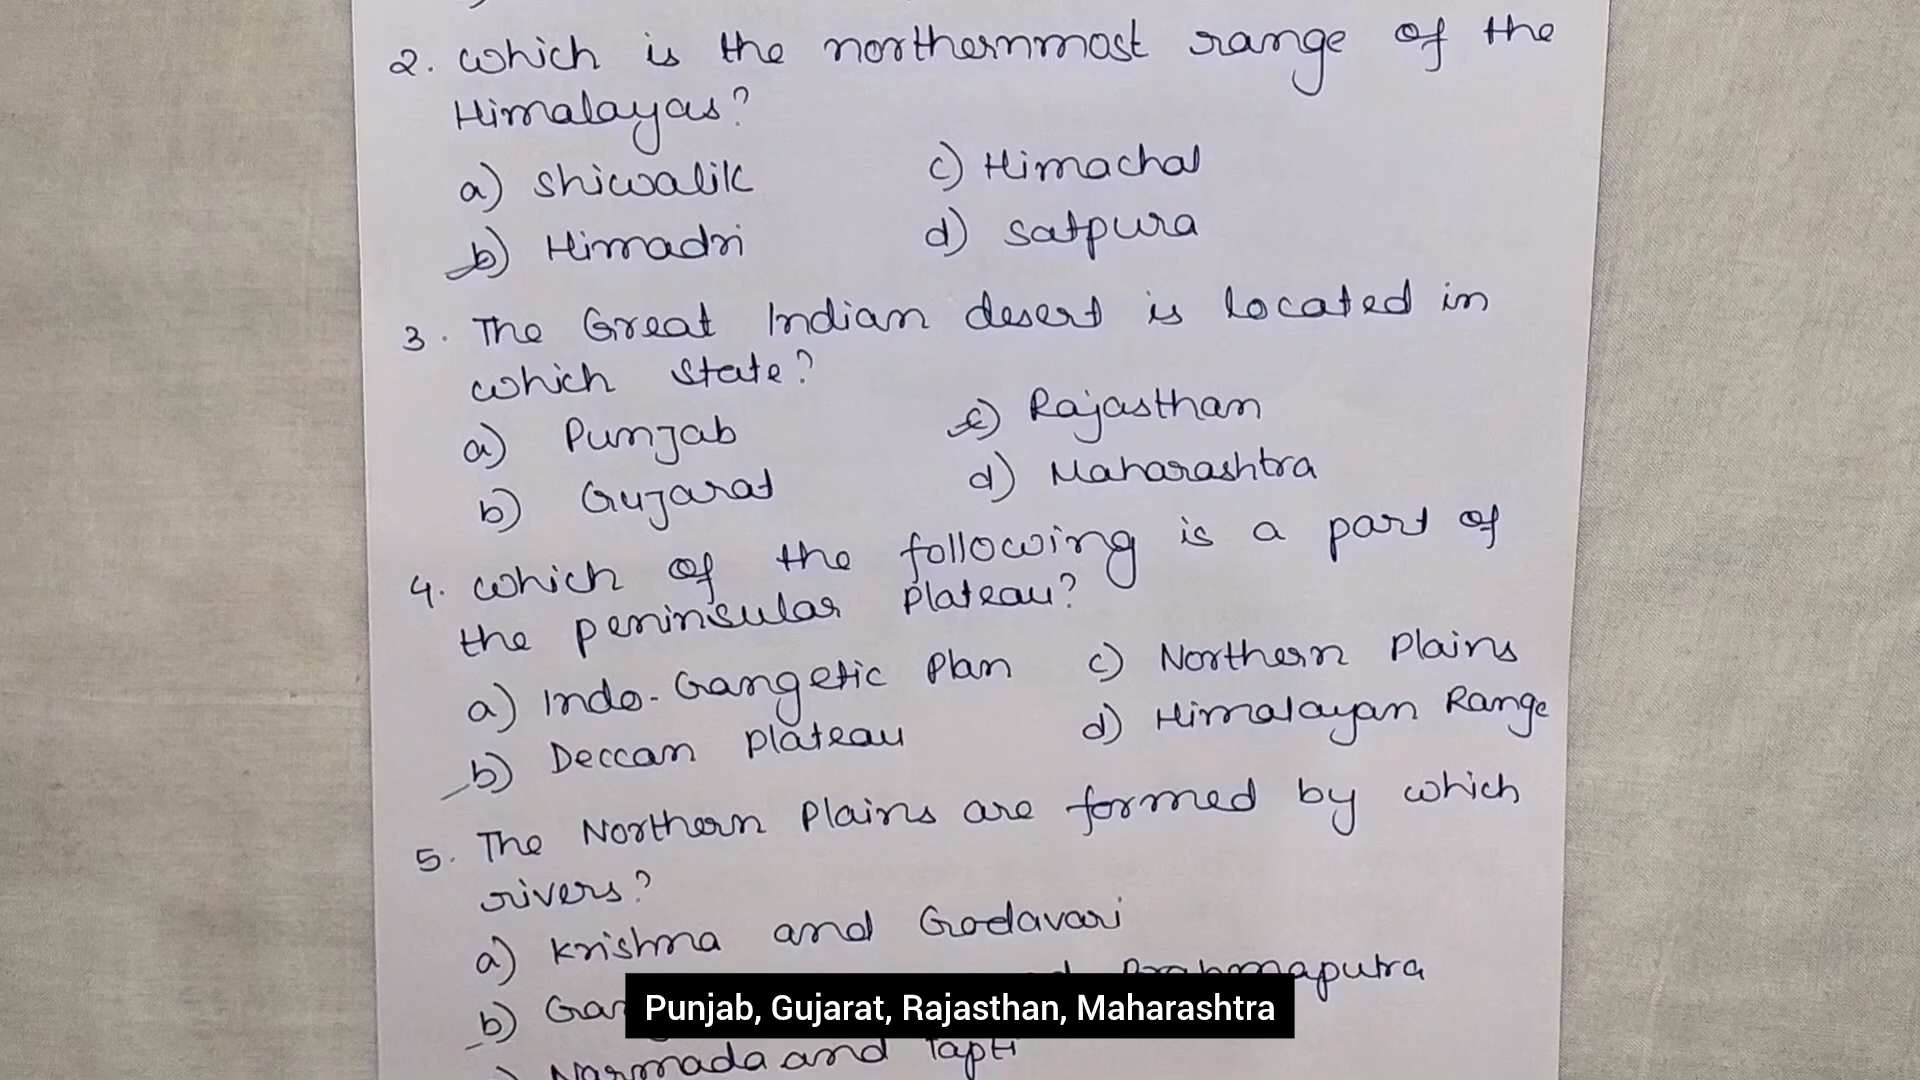 2. Which is the northernmost range of the
Himalayas?
a) Shiwalik
c) Himachal
b) Himadri
d) Satpura
3. The Great Indian desert is located in
which state?
a) Punjab
c) Rajasthan
b) Gujarat
d) Maharashtra
4. Which of the following is a part of
the peninsular plateau?
a) Indo-Gangetic Plan
c) Northern Plains
b) Deccan plateau
d) Himalayan Range
5. The Northern Plains are formed by which
rivers?
a) Krishna and Godavari
b)
Narmada and Tapti
Punjab, Gujarat, Rajasthan, Maharashtra